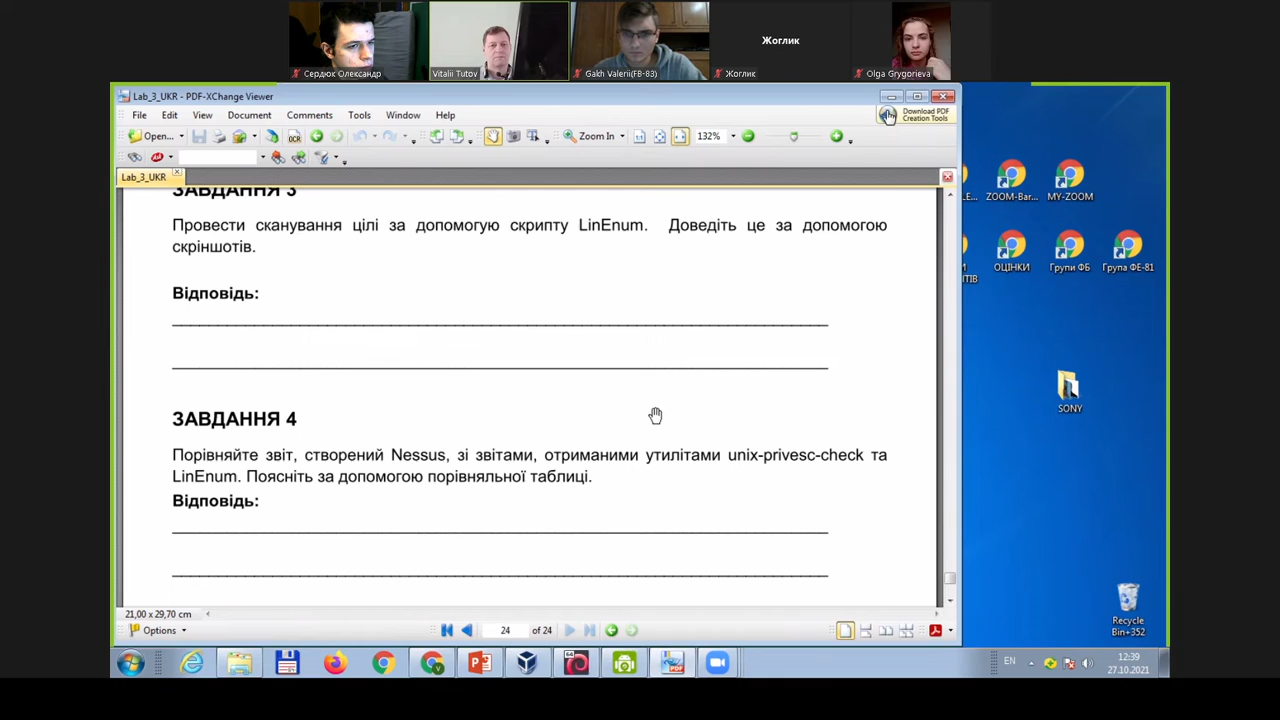 Сердюк Олександр
Vitalii Tutov
Gakh Valerii(FB-83)
Жоглик
Жоглик
Olga Grygorieva
Lab_3_UKR - PDF-XChange Viewer
File Edit View Document Comments Tools Window Help
Download PDF
Creation Tools
Open... OCR Zoom In 132%
Lab_3_UKR
ЗАВДАННЯ 3
Провести сканування цілі за допомогую скрипту LinEnum. Доведіть це за допомогою
скріншотів.
Відповідь:
ЗАВДАННЯ 4
Порівняйте звіт, створений Nessus, зі звітами, отриманими утилітами unix-privesc-check та
LinEnum. Поясніть за допомогою порівняльної таблиці.
Відповідь:
21,00 x 29,70 cm
Options 24 of 24
ZOOM-Bar...
MY-ZOOM
ОЦІНКИ
Групи ФБ
Група ФЕ-81
SONY
Recycle
Bin+352
EN
12:39
27.10.2021